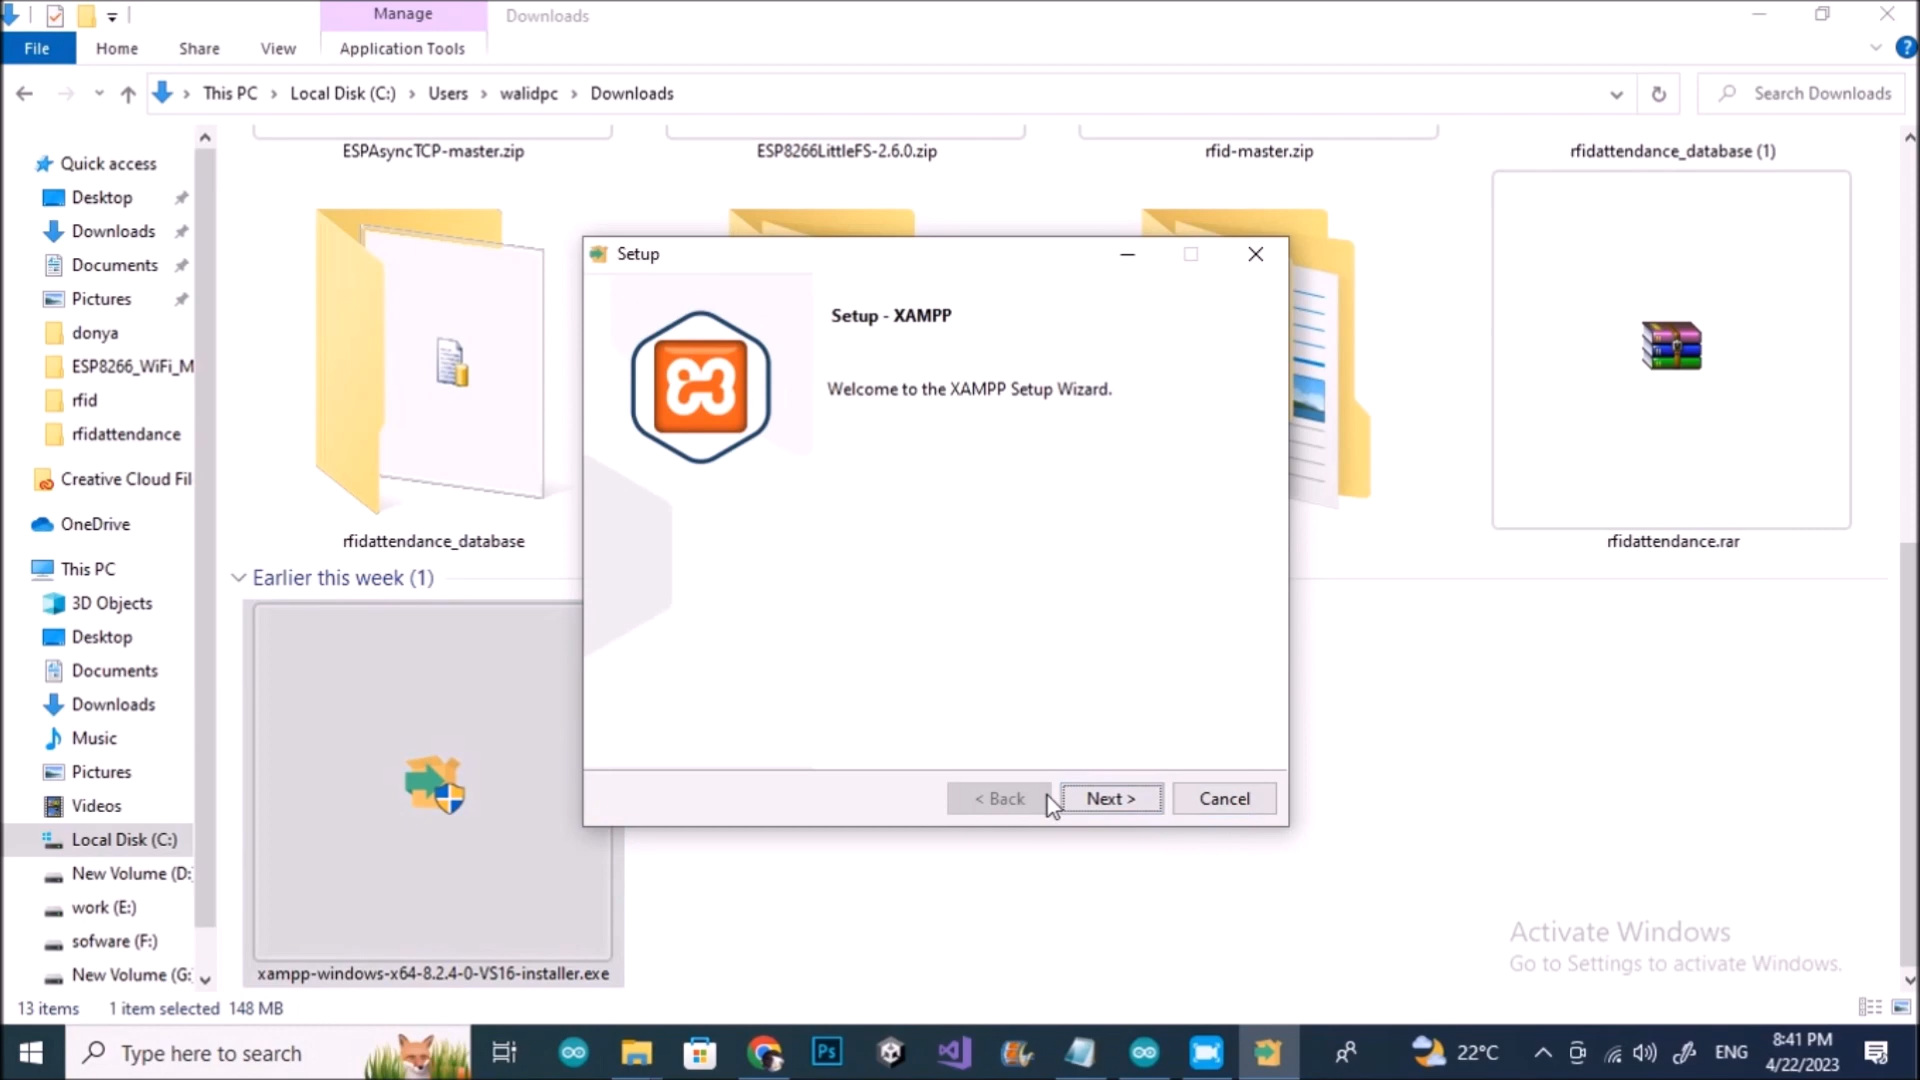 Manage
Downloads
File
Home
Share
View
Application Tools
This PC
Local Disk (C:)
Users
walidpc
Downloads
Search Downloads
Quick access
Desktop
Downloads
Documents
Pictures
donya
ESP8266_WiFi_M
rfid
rfidattendance
Creative Cloud Fil
OneDrive
This PC
3D Objects
Desktop
Documents
Downloads
Music
Pictures
Videos
Local Disk (C:)
New Volume (D:
work (E:)
sofware (F:)
New Volume (G:
ESPAsyncTCP-master.zip
ESP8266LittleFS-2.6.0.zip
rfid-master.zip
rfidattendance_database (1)
rfidattendance_database
rfidattendance.rar
Earlier this week (1)
xampp-windows-x64-8.2.4-0-VS16-installer.exe
Setup
Setup - XAMPP
Welcome to the XAMPP Setup Wizard.
< Back
Next >
Cancel
Activate Windows
Go to Settings to activate Windows.
13 items
1 item selected 148 MB
Type here to search
Ps
22°C
ENG
8:41 PM
4/22/2023